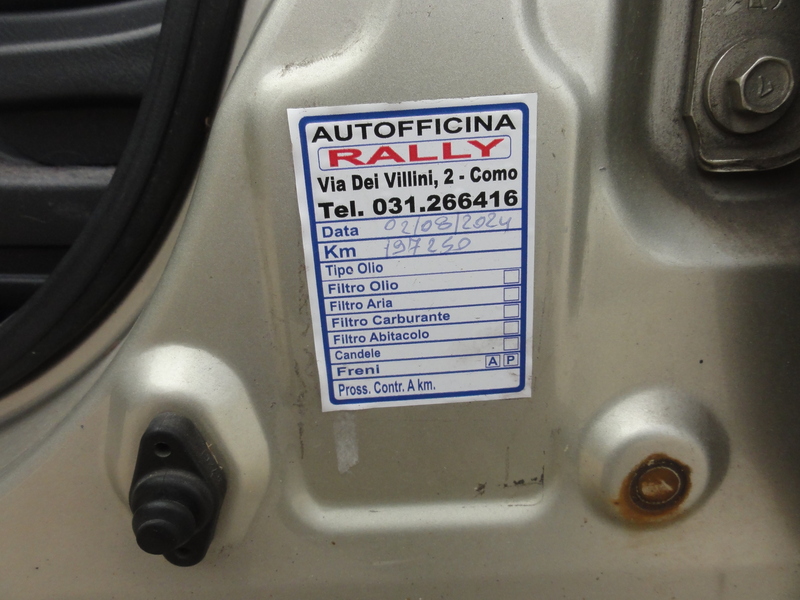 AUTOFFICINA
RALLY
Via Dei Villini, 2 - Como
Tel. 031.266416
Data 02/08/2024
Km 197250
Tipo Olio
Filtro Olio
Filtro Aria
Filtro Carburante
Filtro Abitacolo
Candele
Freni A P
Pross. Contr. A km.